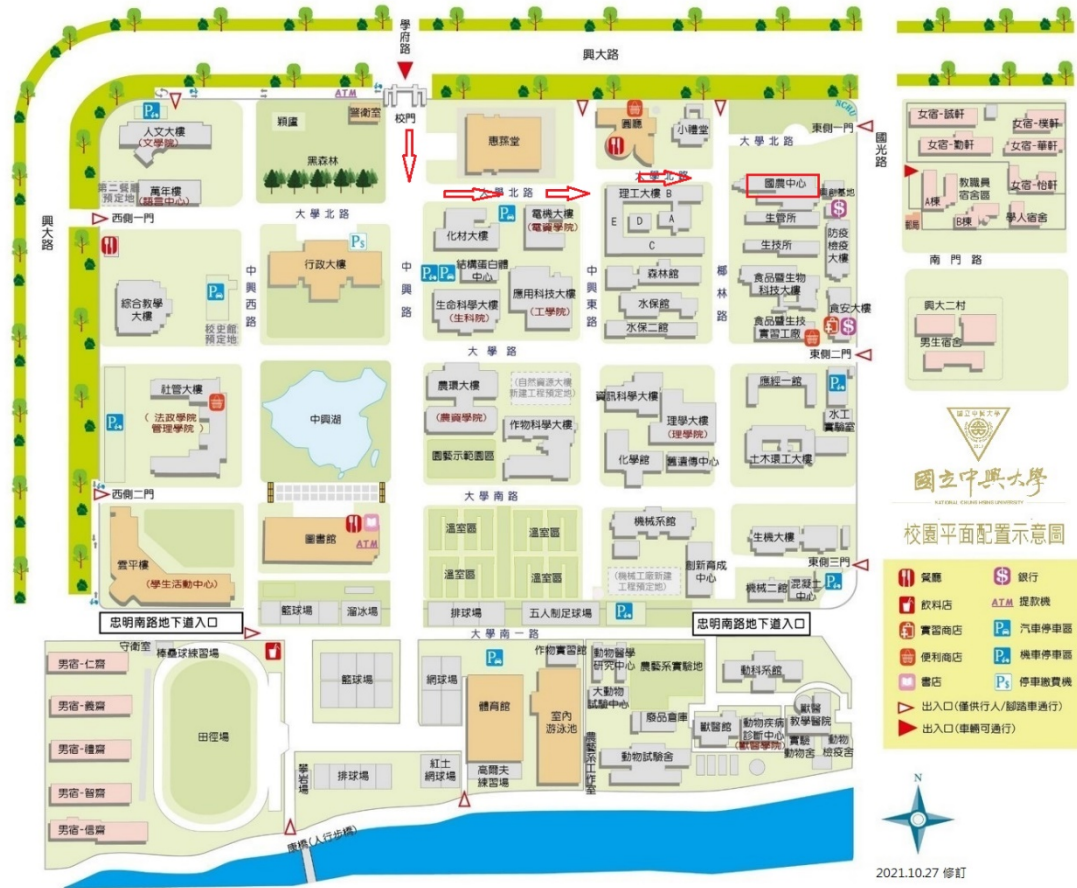 學府路
興大路
ATM
警衛室
校門
人文大樓
(文學院)
穎廬
黑森林
惠蓀堂
圓廳
小禮堂
東側一門
國光路
大學北路
第二餐廳
預定地
萬年樓
(語言中心)
大學北路
西側一門
興大路
大學北路
大學北路
理工大樓 B
E
D
A
C
國農中心
化材大樓
電機大樓
(電資學院)
生管所
生技所
防疫
檢疫
大樓
中興西路
行政大樓
中興路
結構蛋白體
中心
生命科學大樓
(生科院)
應用科技大樓
(工學院)
中興東路
森林館
水保館
水保二館
椰林路
食品暨生物
科技大樓
食品暨生技
實習工廠
食安大樓
綜合教學
大樓
校史館
預定地
大學路
東側二門
社管大樓
(法政學院
管理學院)
中興湖
農環大樓
(農資學院)
(自然資源大樓
新建工程預定地)
作物科學大樓
園藝示範園區
資訊科學大樓
理學大樓
(理學院)
化學館
舊遺傳中心
應經一館
水工
實驗室
土木環工大樓
西側二門
大學南路
雲平樓
(學生活動中心)
圖書館
ATM
溫室區
溫室區
溫室區
溫室區
機械系館
(機械工廠新建
工程預定地)
創新育成
中心
生機大樓
東側三門
機械二館
混凝土
中心
籃球場
溜冰場
排球場
五人制足球場
忠明南路地下道入口
忠明南路地下道入口
大學南一路
守衛室
棒壘球練習場
男宿-仁齋
男宿-義齋
男宿-禮齋
男宿-智齋
男宿-信齋
田徑場
攀岩場
籃球場
排球場
網球場
紅土
網球場
體育館
高爾夫
練習場
作物實習館
室內
游泳池
動物醫學
研究中心
大動物
試驗中心
農藝系實驗地
廢品倉庫
農藝系工作室
動物試驗舍
動科系館
獸醫館
動物疾病
診斷中心
(獸醫學院)
獸醫
教學醫院
實驗
動物舍
動物
檢疫舍
康橋(人行步橋)
女宿-誠軒
女宿-樸軒
女宿-勤軒
女宿-華軒
女宿-怡軒
A棟
教職員
宿舍區
B棟
學人宿舍
南門路
興大二村
男生宿舍
國立中興大學
國立中興大學
NATIONAL CHUNG HSING UNIVERSITY
校園平面配置示意圖
餐廳
銀行
飲料店
ATM 提款機
實習商店
汽車停車區
便利商店
機車停車區
書店
停車繳費機
出入口(僅供行人/腳踏車通行)
出入口(車輛可通行)
N
2021.10.27 修訂